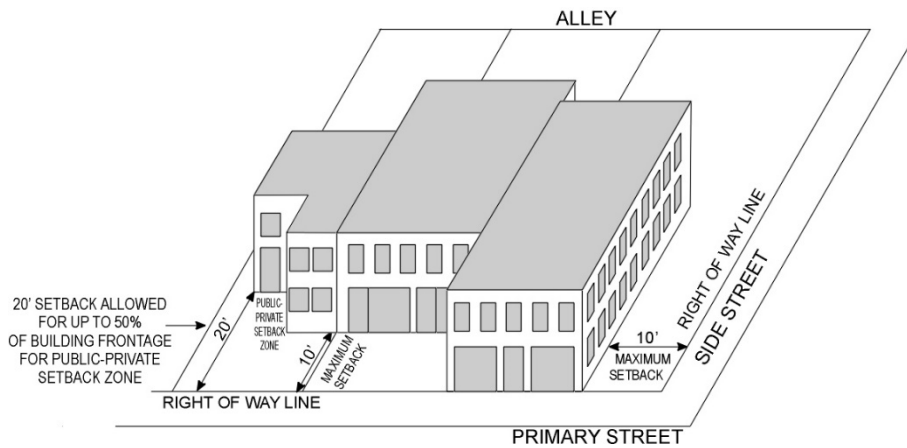 ALLEY
20' SETBACK ALLOWED
FOR UP TO 50%
OF BUILDING FRONTAGE
FOR PUBLIC-PRIVATE
SETBACK ZONE
20'
PUBLIC-
PRIVATE
SETBACK
ZONE
10'
MAXIMUM
SETBACK
10'
MAXIMUM
SETBACK
RIGHT OF WAY LINE
SIDE STREET
RIGHT OF WAY LINE
PRIMARY STREET